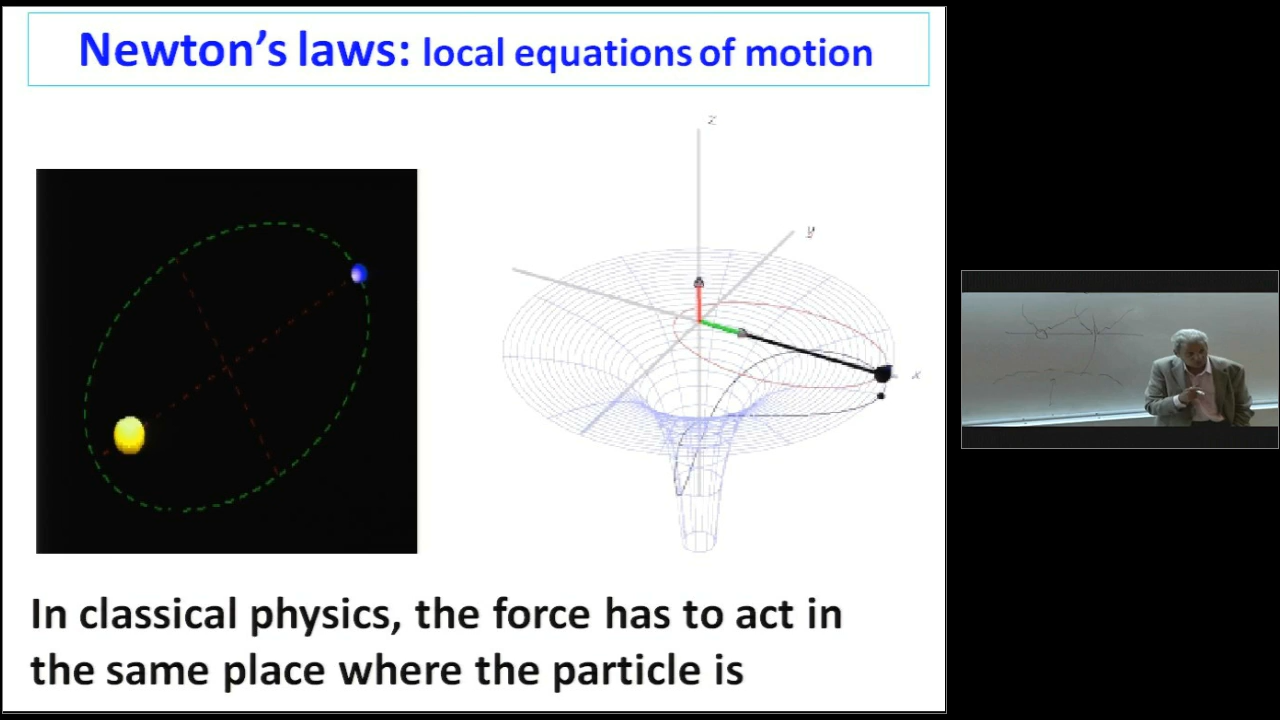 Newton's laws: local equations of motion
z
y
x
In classical physics, the force has to act in
the same place where the particle is